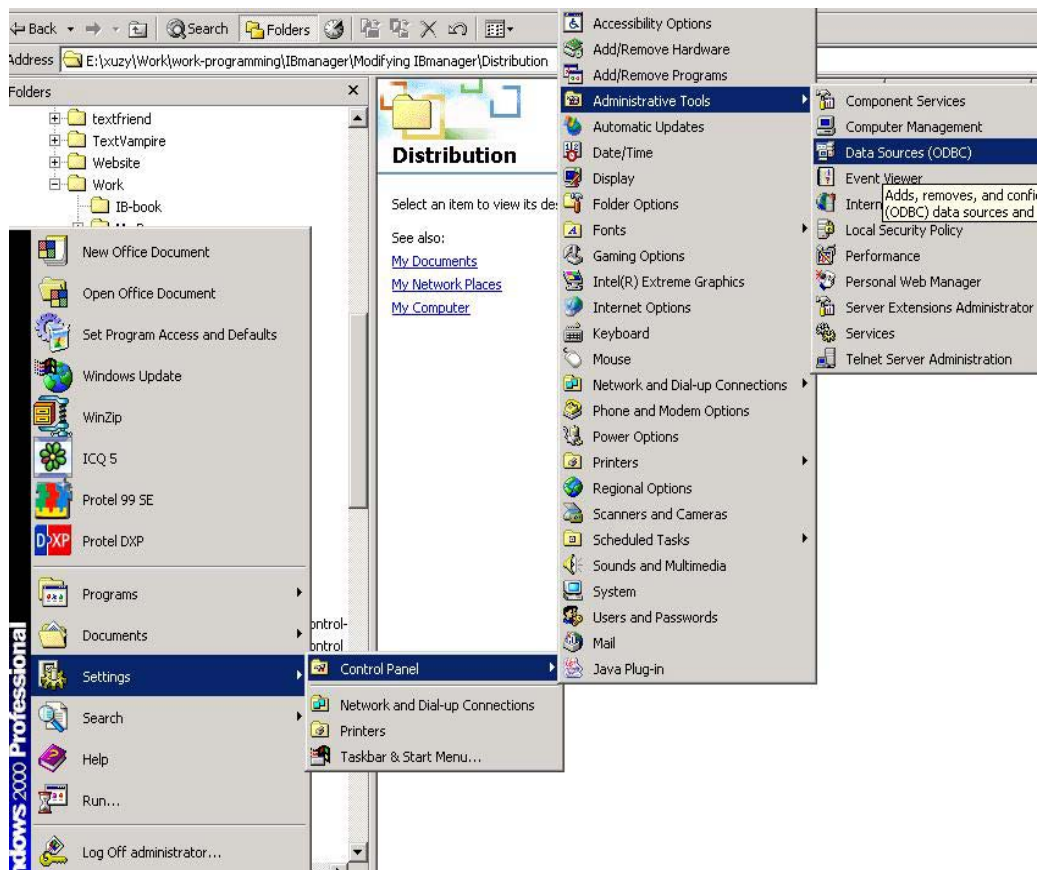 Back
Search
Folders
Address E:\xuzy\Work\work-programming\IBmanager\Modifying IBmanager\Distribution
Folders
textfriend
TextVampire
Website
Work
IB-book
Distribution
Select an item to view its de
See also:
My Documents
My Network Places
My Computer
New Office Document
Open Office Document
Set Program Access and Defaults
Windows Update
WinZip
ICQ 5
Protel 99 SE
DXP Protel DXP
Programs
Documents
Settings
Search
Help
Run...
Log Off administrator...
ndows 2000 Professional
ontrol-
ontrol
Control Panel
Network and Dial-up Connections
Printers
Taskbar & Start Menu...
Accessibility Options
Add/Remove Hardware
Add/Remove Programs
Administrative Tools
Automatic Updates
Date/Time
Display
Folder Options
Fonts
Gaming Options
Intel(R) Extreme Graphics
Internet Options
Keyboard
Mouse
Network and Dial-up Connections
Phone and Modem Options
Power Options
Printers
Regional Options
Scanners and Cameras
Scheduled Tasks
Sounds and Multimedia
System
Users and Passwords
Mail
Java Plug-in
Component Services
Computer Management
Data Sources (ODBC)
Event Viewer
Intern
Adds, removes, and confi
(ODBC) data sources and
Local Security Policy
Performance
Personal Web Manager
Server Extensions Administrator
Services
Telnet Server Administration